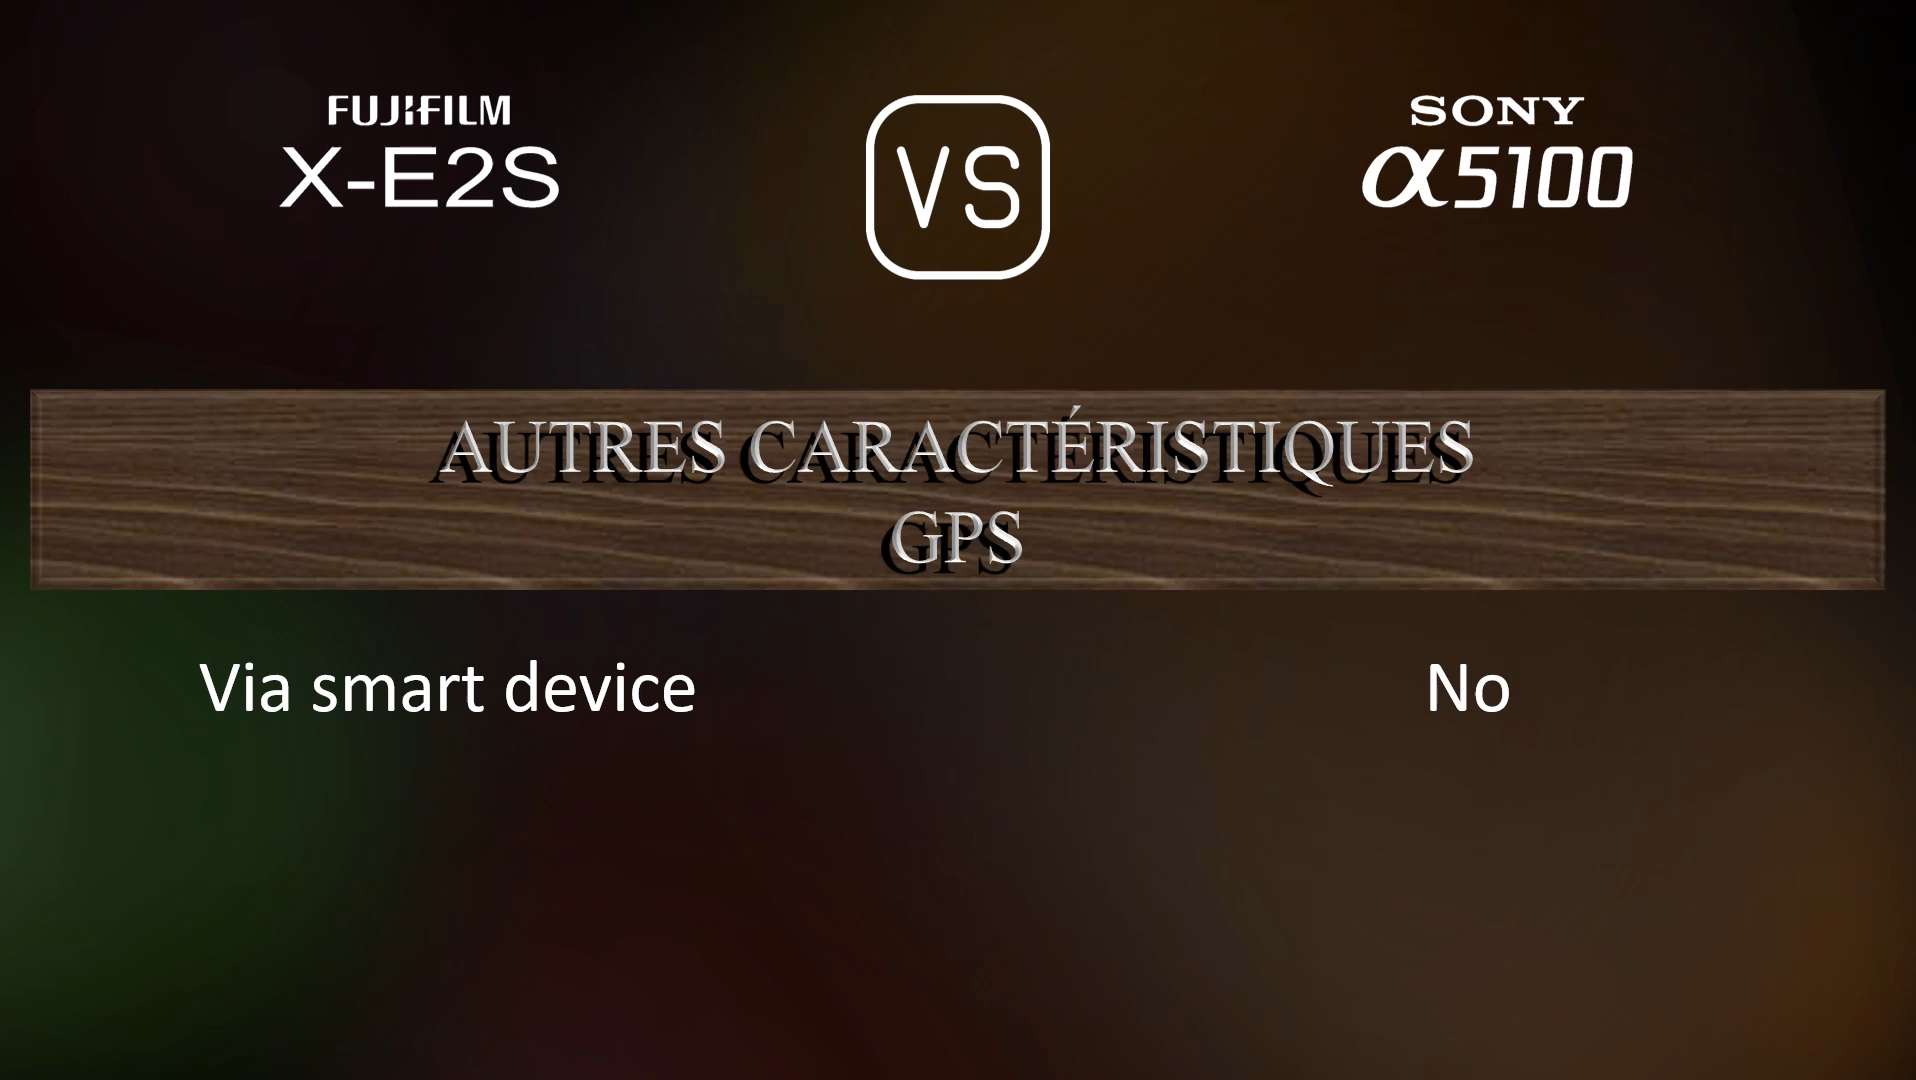 FUJIFILM
X-E2S
VS
SONY
α5100
AUTRES CARACTÉRISTIQUES
GPS
Via smart device
No